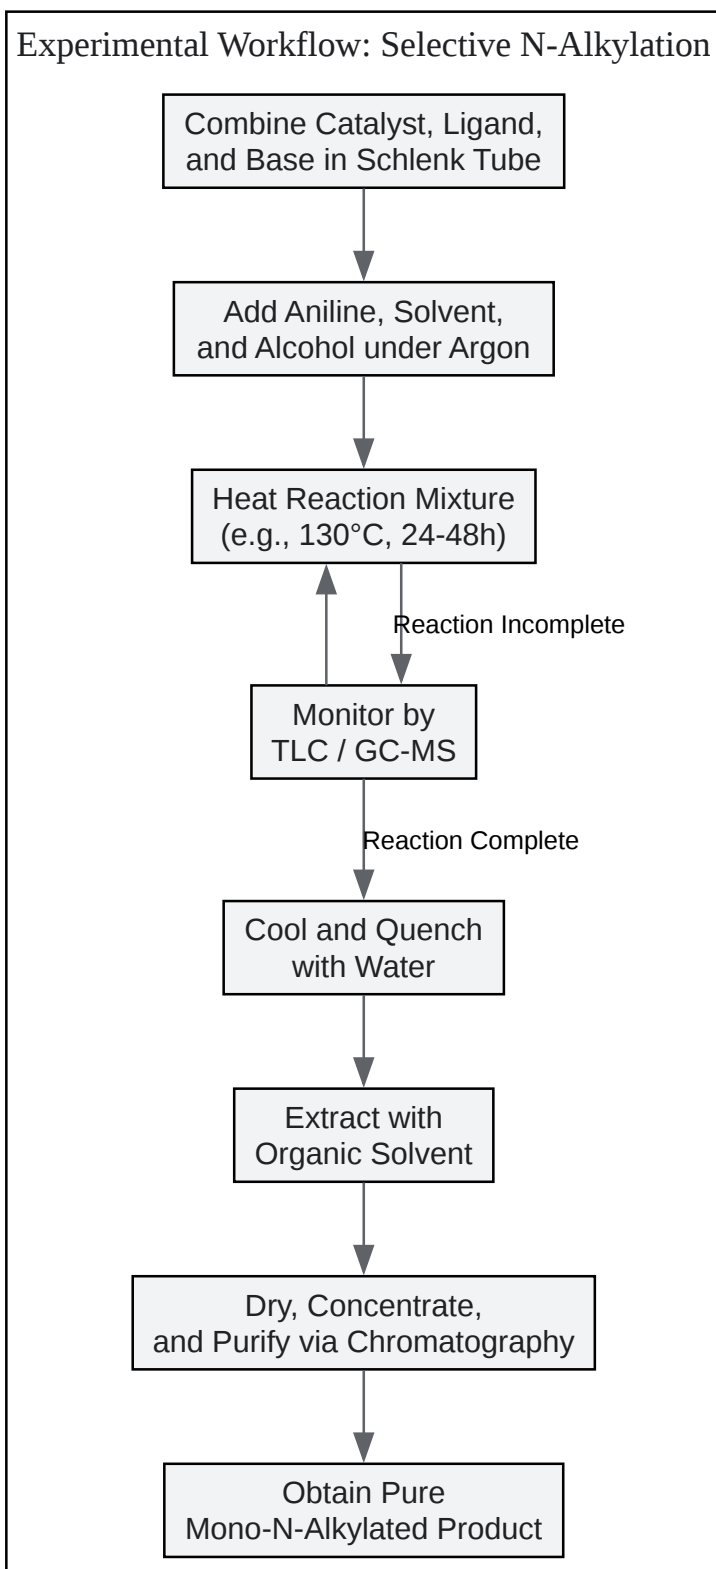 Experimental Workflow: Selective N-Alkylation
Combine Catalyst, Ligand,
and Base in Schlenk Tube
Add Aniline, Solvent,
and Alcohol under Argon
Heat Reaction Mixture
(e.g., 130°C, 24-48h)
Reaction Incomplete
Monitor by
TLC / GC-MS
Reaction Complete
Cool and Quench
with Water
Extract with
Organic Solvent
Dry, Concentrate,
and Purify via Chromatography
Obtain Pure
Mono-N-Alkylated Product